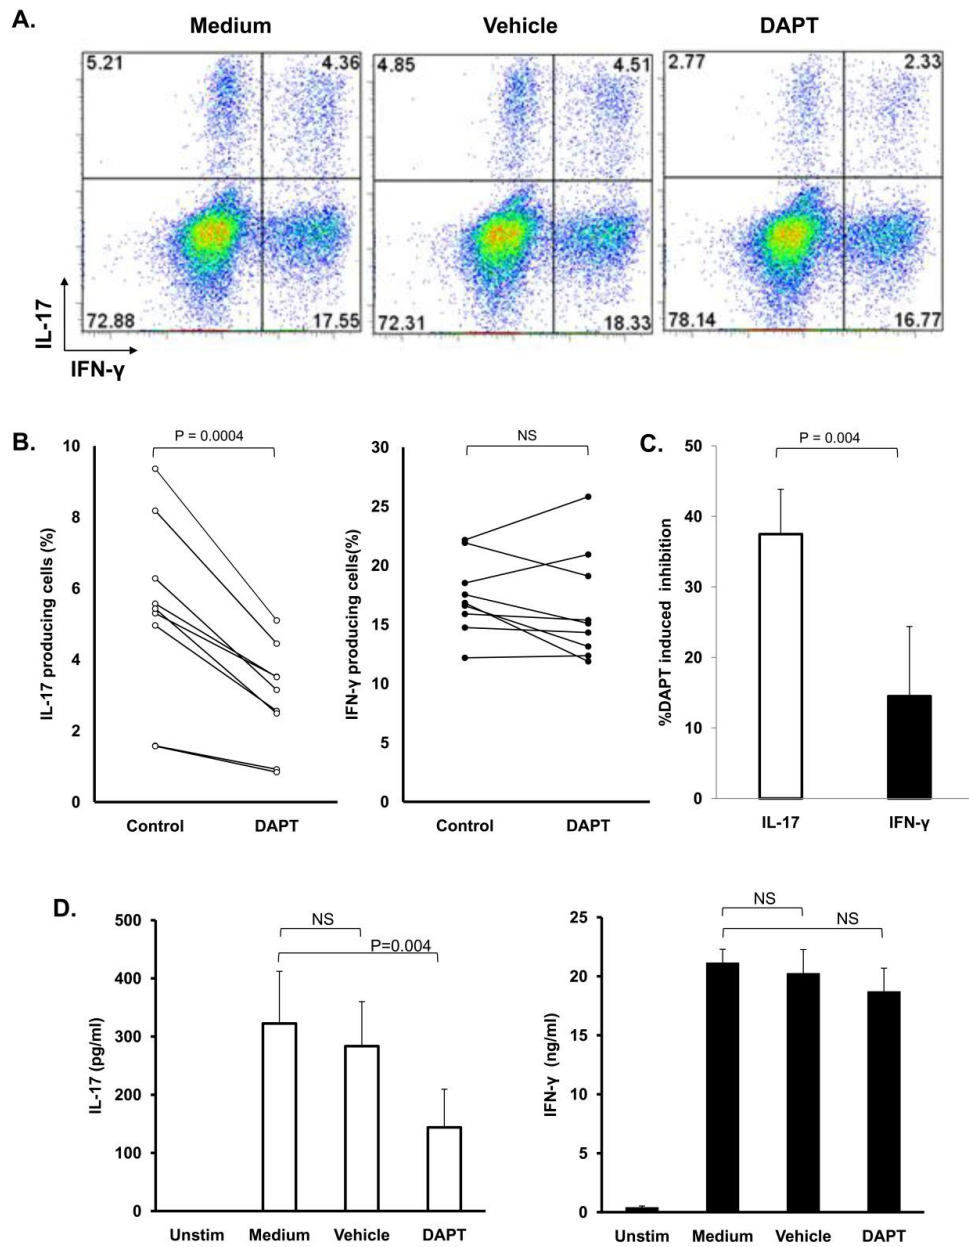 A.
Medium Vehicle DAPT
5.21 4.36 4.85 4.51 2.77 2.33
72.88 17.55 72.31 18.33 78.14 16.77
IL-17
IFN-γ
B.
P = 0.0004
IL-17 producing cells (%)
10
8
6
4
2
0
Control DAPT
NS
IFN-γ producing cells(%)
30
25
20
15
10
5
0
Control DAPT
C.
P = 0.004
%DAPT induced inhibition
50
40
30
20
10
0
IL-17 IFN-γ
D.
NS
P=0.004
IL-17 (pg/ml)
500
400
300
200
100
0
Unstim Medium Vehicle DAPT
NS
NS
IFN-γ (ng/ml)
25
20
15
10
5
0
Unstim Medium Vehicle DAPT